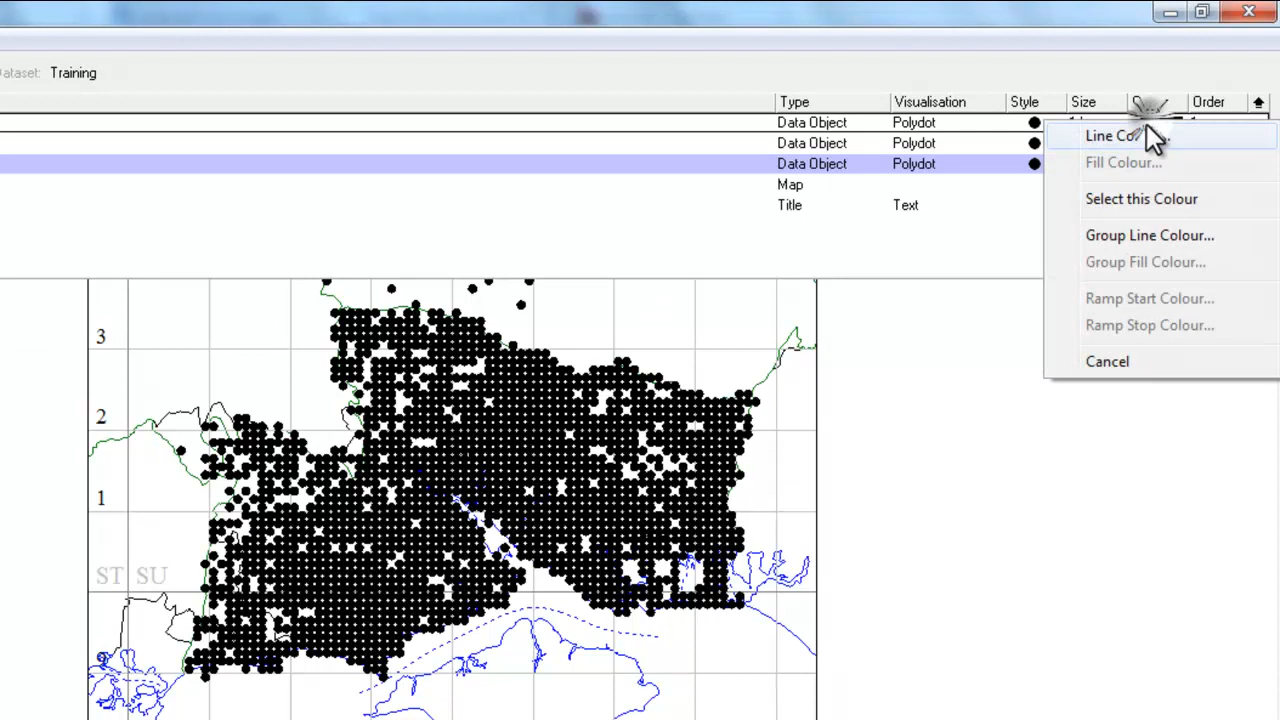 Dataset: Training
Type Visualisation Style Size Order
Data Object Polydot
Data Object Polydot
Data Object Polydot
Map
Title Text
Line
Fill Colour...
Select this Colour
Group Line Colour...
Group Fill Colour...
Ramp Start Colour...
Ramp Stop Colour...
Cancel
3
2
1
ST SU